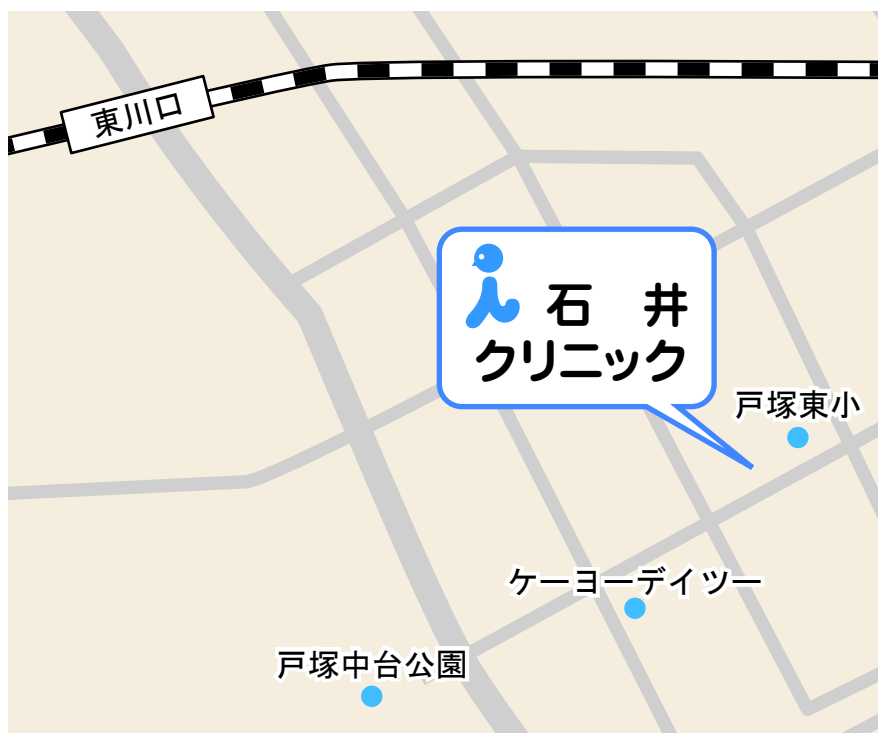 東川口
石 井
クリニック
戸塚東小
ケーヨーデイツー
戸塚中台公園